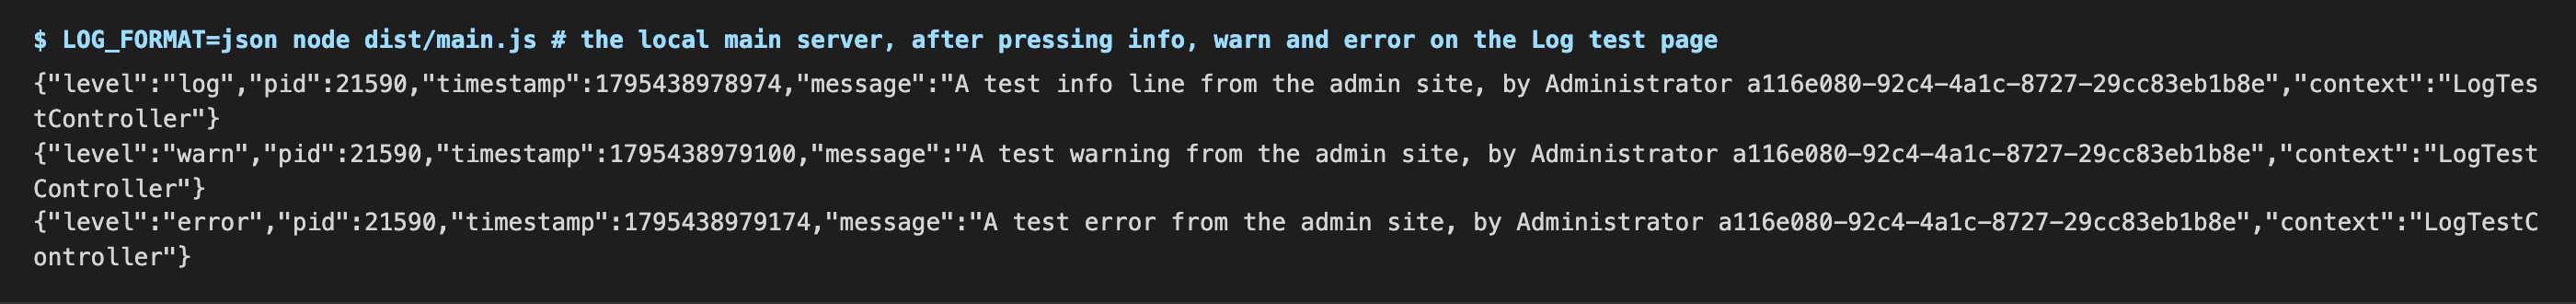 $ LOG_FORMAT=json node dist/main.js # the local main server, after pressing info, warn and error on the Log test page
{"level":"log","pid":21590,"timestamp":1795438978974,"message":"A test info line from the admin site, by Administrator a116e080-92c4-4a1c-8727-29cc83eb1b8e","context":"LogTes
tController"}
{"level":"warn","pid":21590,"timestamp":1795438979100,"message":"A test warning from the admin site, by Administrator a116e080-92c4-4a1c-8727-29cc83eb1b8e","context":"LogTest
Controller"}
{"level":"error","pid":21590,"timestamp":1795438979174,"message":"A test error from the admin site, by Administrator a116e080-92c4-4a1c-8727-29cc83eb1b8e","context":"LogTestC
ontroller"}